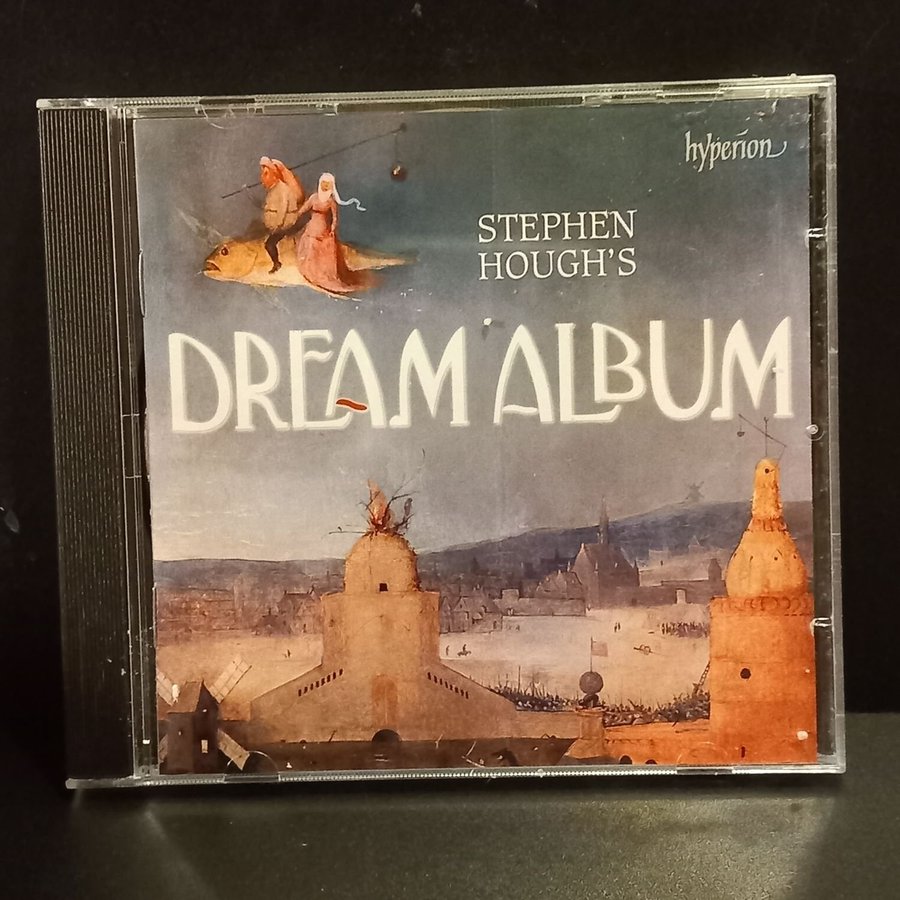 hyperion
STEPHEN
HOUGH'S
DREAM ALBUM